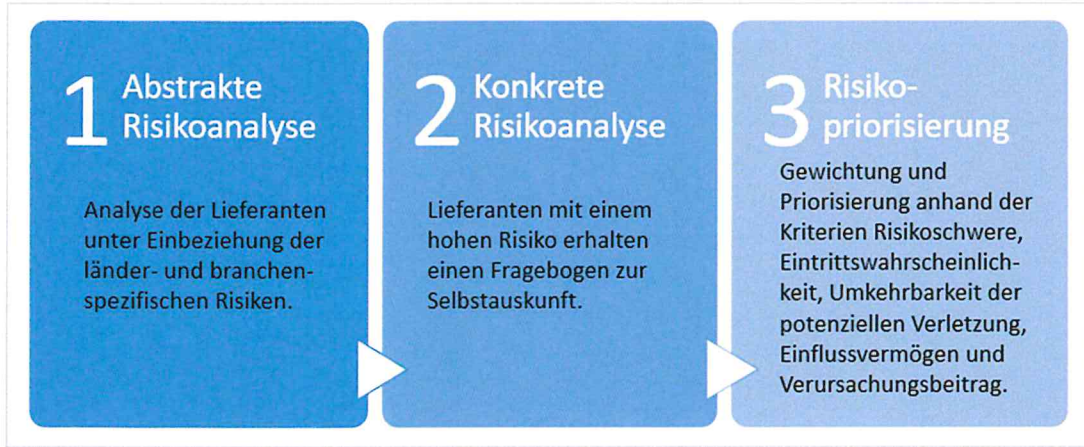 1 Abstrakte
Risikoanalyse
Analyse der Lieferanten
unter Einbeziehung der
länder- und branchen-
spezifischen Risiken.
2 Konkrete
Risikoanalyse
Lieferanten mit einem
hohen Risiko erhalten
einen Fragebogen zur
Selbstauskunft.
3 Risiko-
priorisierung
Gewichtung und
Priorisierung anhand der
Kriterien Risikoschwere,
Eintrittswahrscheinlich-
keit, Umkehrbarkeit der
potenziellen Verletzung,
Einflussvermögen und
Verursachungsbeitrag.